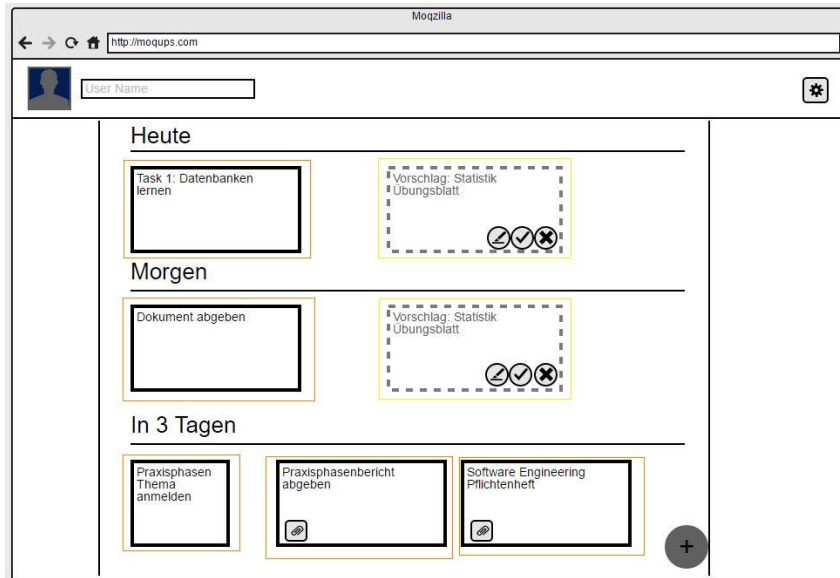 Moqzilla
http://moqups.com
User Name
Heute
Task 1: Datenbanken
lernen
Vorschlag: Statistik
Übungsblatt
Morgen
Dokument abgeben
Vorschlag: Statistik
Übungsblatt
In 3 Tagen
Praxisphasen
Thema
anmelden
Praxisphasenbericht
abgeben
Software Engineering
Pflichtenheft